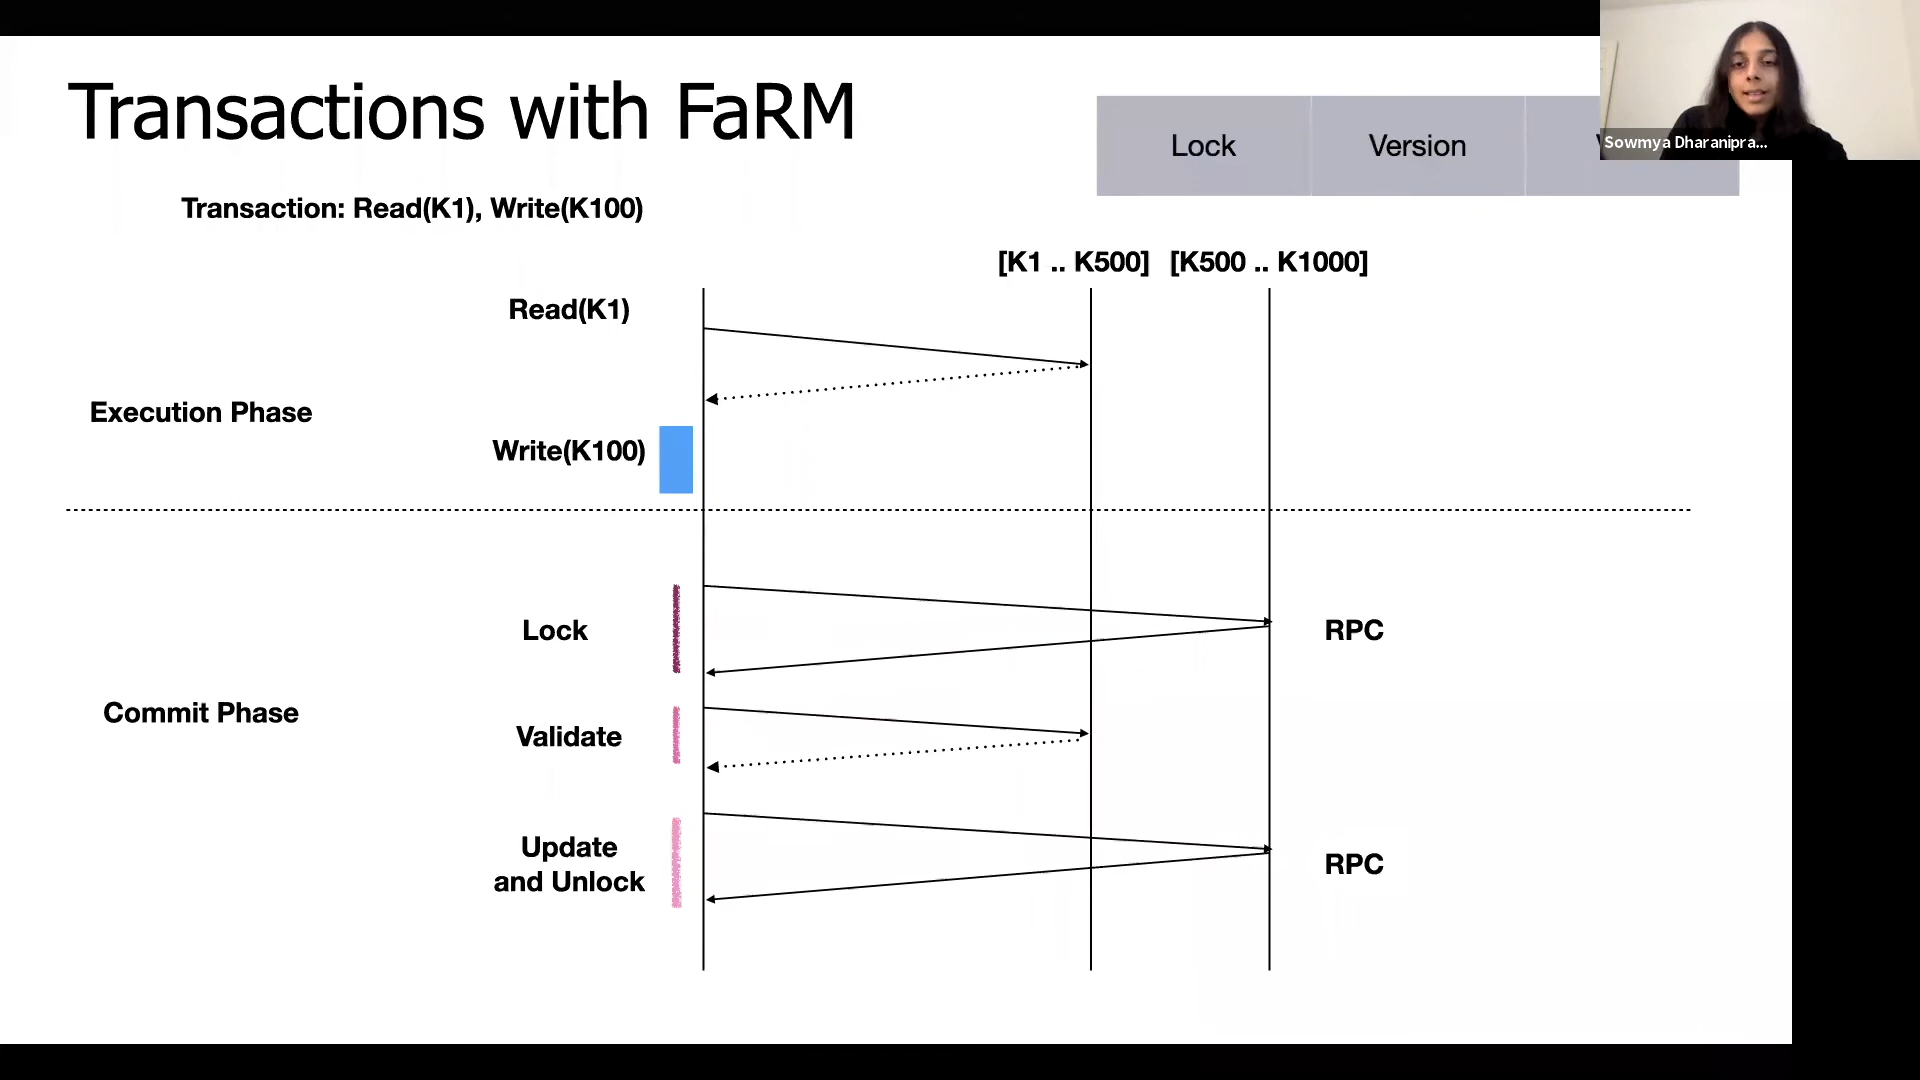 Transactions with FaRM
Lock
Version
Sowmya Dharanipra...
Transaction: Read(K1), Write(K100)
[K1 .. K500]
[K500 .. K1000]
Read(K1)
Execution Phase
Write(K100)
Lock
RPC
Commit Phase
Validate
Update
and Unlock
RPC